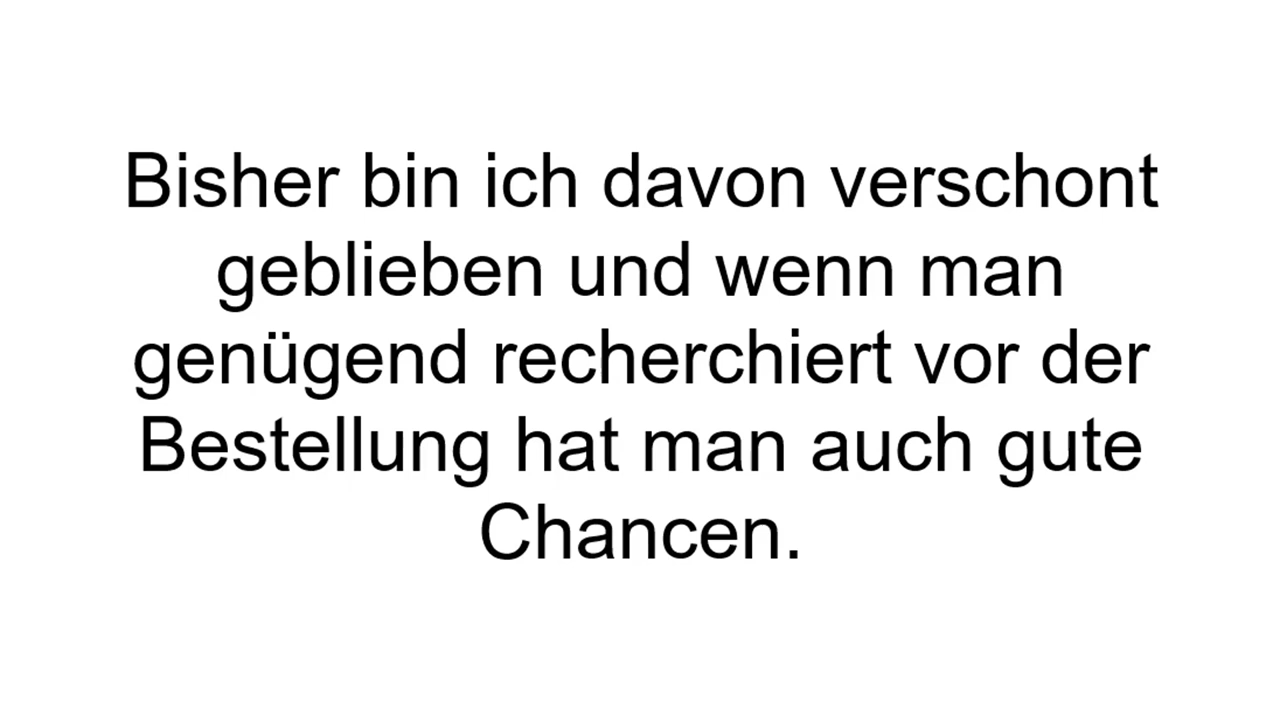 Bisher bin ich davon verschont
geblieben und wenn man
genügend recherchiert vor der
Bestellung hat man auch gute
Chancen.